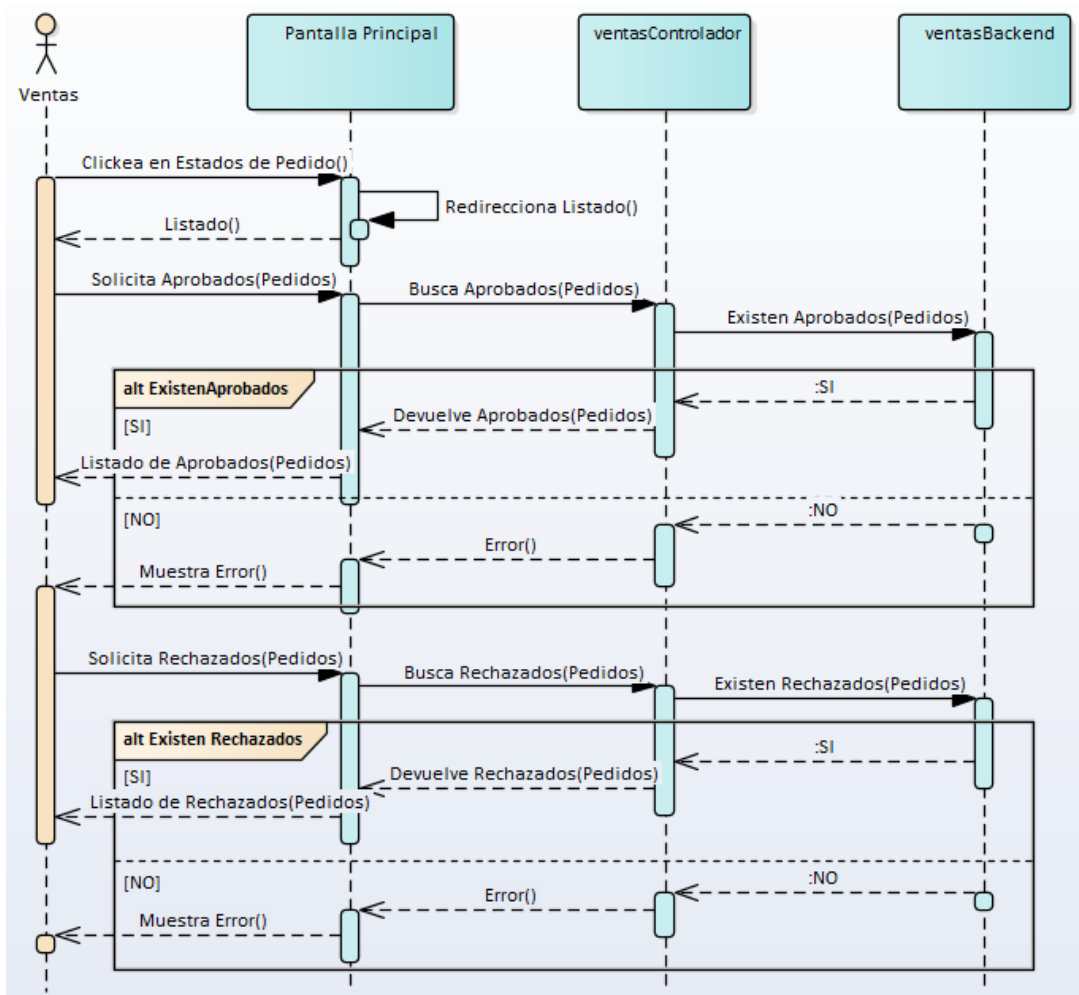 Pantalla Principal
ventasControlador
ventasBackend
Ventas
Clickea en Estados de Pedido()
Redirecciona Listado()
Listado()
Solicita Aprobados(Pedidos)
Busca Aprobados(Pedidos)
Existen Aprobados(Pedidos)
alt ExistenAprobados
:SI
Devuelve Aprobados(Pedidos)
[SI]
Listado de Aprobados(Pedidos)
:NO
[NO]
Error()
Muestra Error()
Solicita Rechazados(Pedidos)
Busca Rechazados(Pedidos)
Existen Rechazados(Pedidos)
alt Existen Rechazados
:SI
Devuelve Rechazados(Pedidos)
[SI]
Listado de Rechazados(Pedidos)
:NO
[NO]
Error()
Muestra Error()